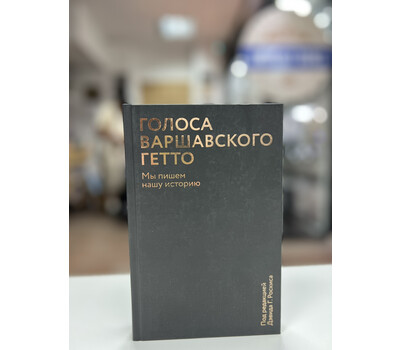 ГОЛОСА
ВАРШАВСКОГО
ГЕТТО
Мы пишем
нашу историю
Под редакцией
Дэвида Г. Роскиса